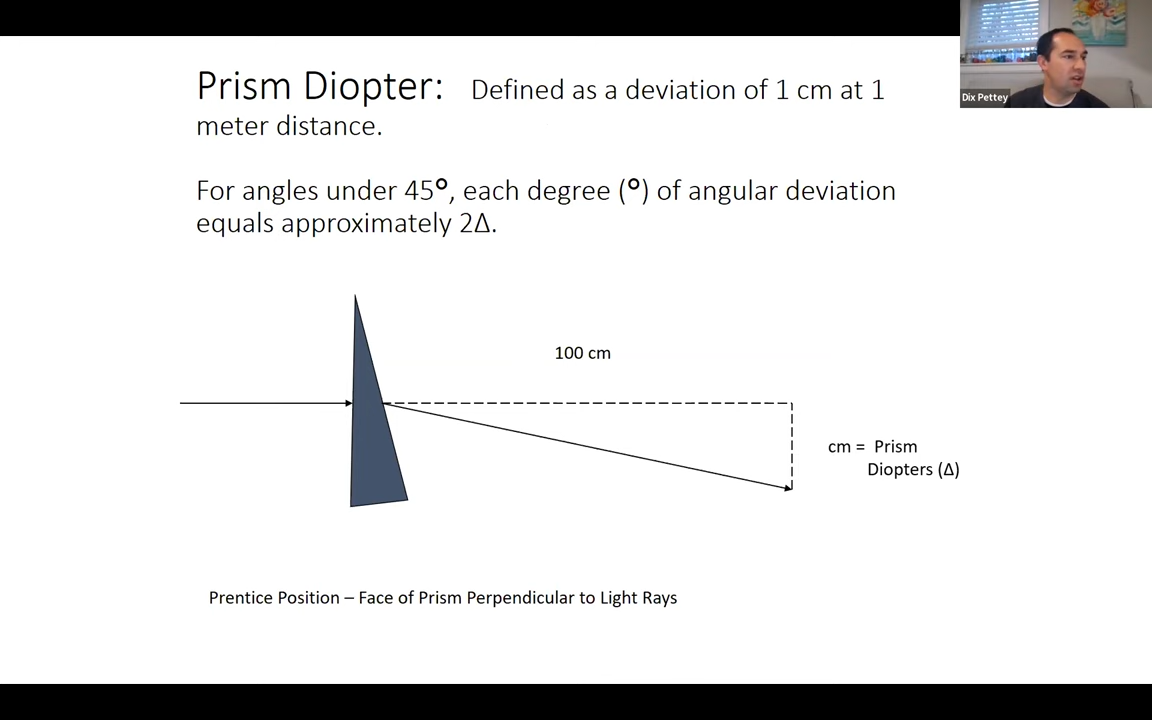 Prism Diopter: Defined as a deviation of 1 cm at 1
meter distance.
For angles under 45°, each degree (°) of angular deviation
equals approximately 2Δ.
100 cm
cm = Prism
Diopters (Δ)
Prentice Position – Face of Prism Perpendicular to Light Rays
Dix Pettey